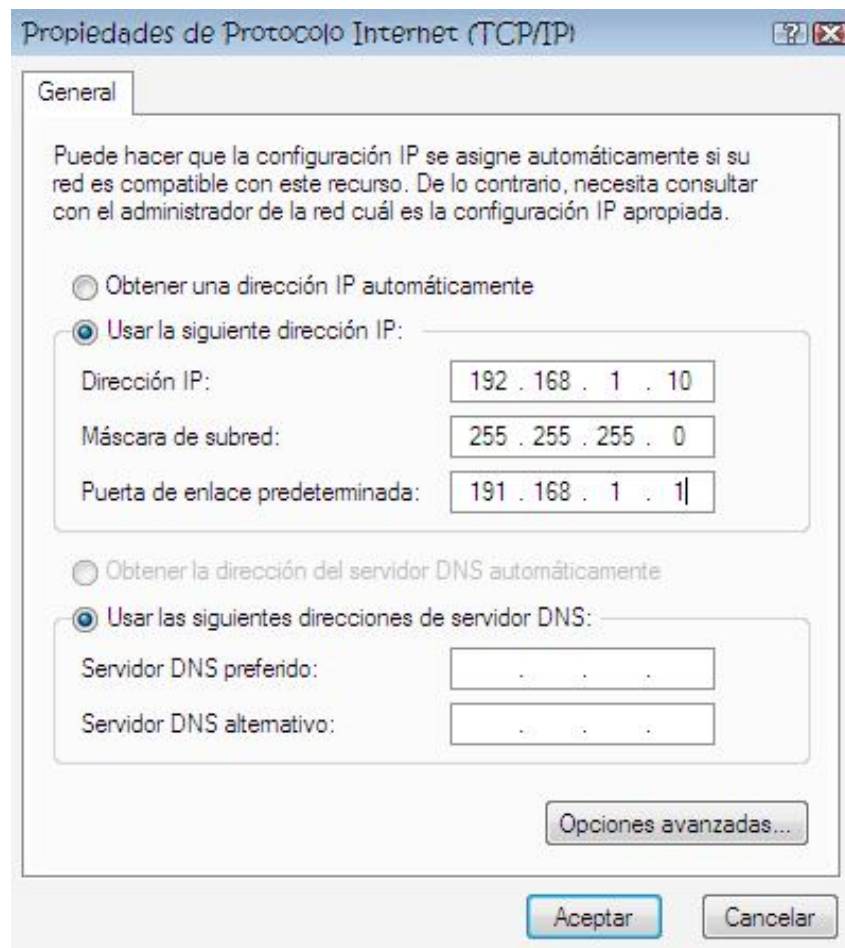 Propiedades de Protocolo Internet (TCP/IP)
General
Puede hacer que la configuración IP se asigne automáticamente si su
red es compatible con este recurso. De lo contrario, necesita consultar
con el administrador de la red cuál es la configuración IP apropiada.
Obtener una dirección IP automáticamente
Usar la siguiente dirección IP:
Dirección IP: 192 . 168 . 1 . 10
Máscara de subred: 255 . 255 . 255 . 0
Puerta de enlace predeterminada: 191 . 168 . 1 . 1
Obtener la dirección del servidor DNS automáticamente
Usar las siguientes direcciones de servidor DNS:
Servidor DNS preferido: . . .
Servidor DNS alternativo: . . .
Opciones avanzadas...
Aceptar Cancelar